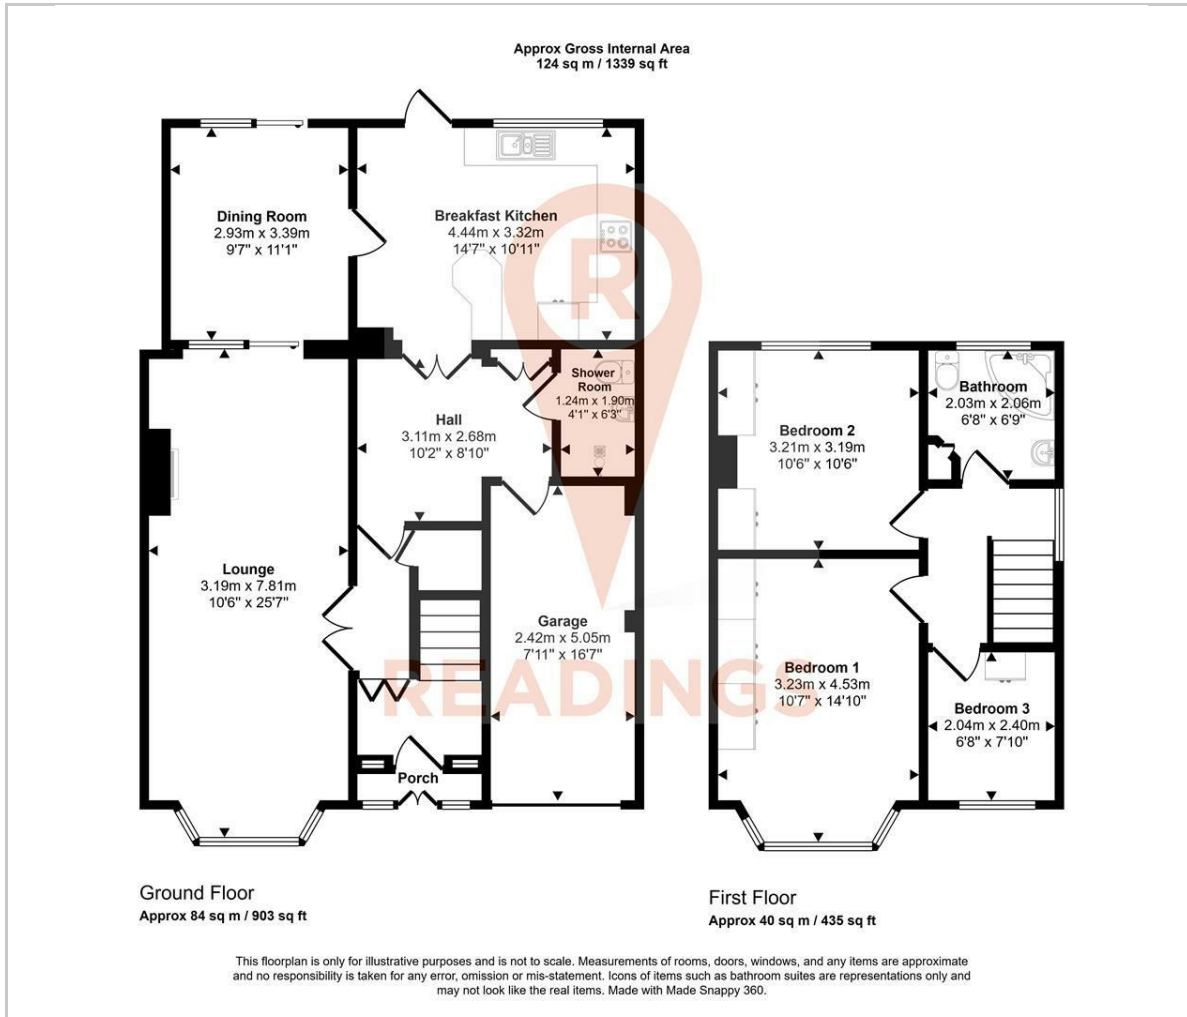 Approx Gross Internal Area
124 sq m / 1339 sq ft
Dining Room
2.93m x 3.39m
9'7" x 11'1"
Breakfast Kitchen
4.44m x 3.32m
14'7" x 10'11"
Shower
Room
1.24m x 1.90m
4'1" x 6'3"
Hall
3.11m x 2.68m
10'2" x 8'10"
Lounge
3.19m x 7.81m
10'6" x 25'7"
Garage
2.42m x 5.05m
7'11" x 16'7"
Porch
Bathroom
2.03m x 2.06m
6'8" x 6'9"
Bedroom 2
3.21m x 3.19m
10'6" x 10'6"
Bedroom 1
3.23m x 4.53m
10'7" x 14'10"
Bedroom 3
2.04m x 2.40m
6'8" x 7'10"
R
READINGS
Ground Floor
Approx 84 sq m / 903 sq ft
First Floor
Approx 40 sq m / 435 sq ft
This floorplan is only for illustrative purposes and is not to scale. Measurements of rooms, doors, windows, and any items are approximate
and no responsibility is taken for any error, omission or mis-statement. Icons of items such as bathroom suites are representations only and
may not look like the real items. Made with Made Snappy 360.